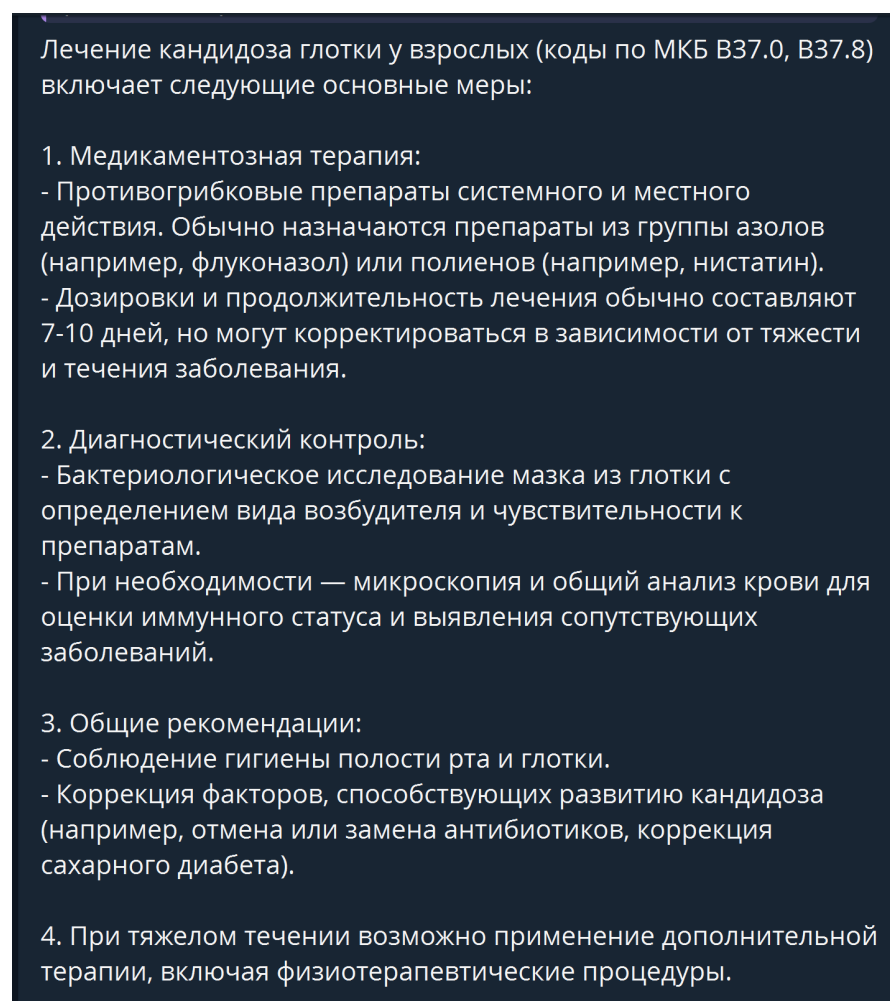 Лечение кандидоза глотки у взрослых (коды по МКБ B37.0, B37.8)
включает следующие основные меры:
1. Медикаментозная терапия:
- Противогрибковые препараты системного и местного
действия. Обычно назначаются препараты из группы азолов
(например, флуконазол) или полиенов (например, нистатин).
- Дозировки и продолжительность лечения обычно составляют
7-10 дней, но могут корректироваться в зависимости от тяжести
и течения заболевания.
2. Диагностический контроль:
- Бактериологическое исследование мазка из глотки с
определением вида возбудителя и чувствительности к
препаратам.
- При необходимости — микроскопия и общий анализ крови для
оценки иммунного статуса и выявления сопутствующих
заболеваний.
3. Общие рекомендации:
- Соблюдение гигиены полости рта и глотки.
- Коррекция факторов, способствующих развитию кандидоза
(например, отмена или замена антибиотиков, коррекция
сахарного диабета).
4. При тяжелом течении возможно применение дополнительной
терапии, включая физиотерапевтические процедуры.